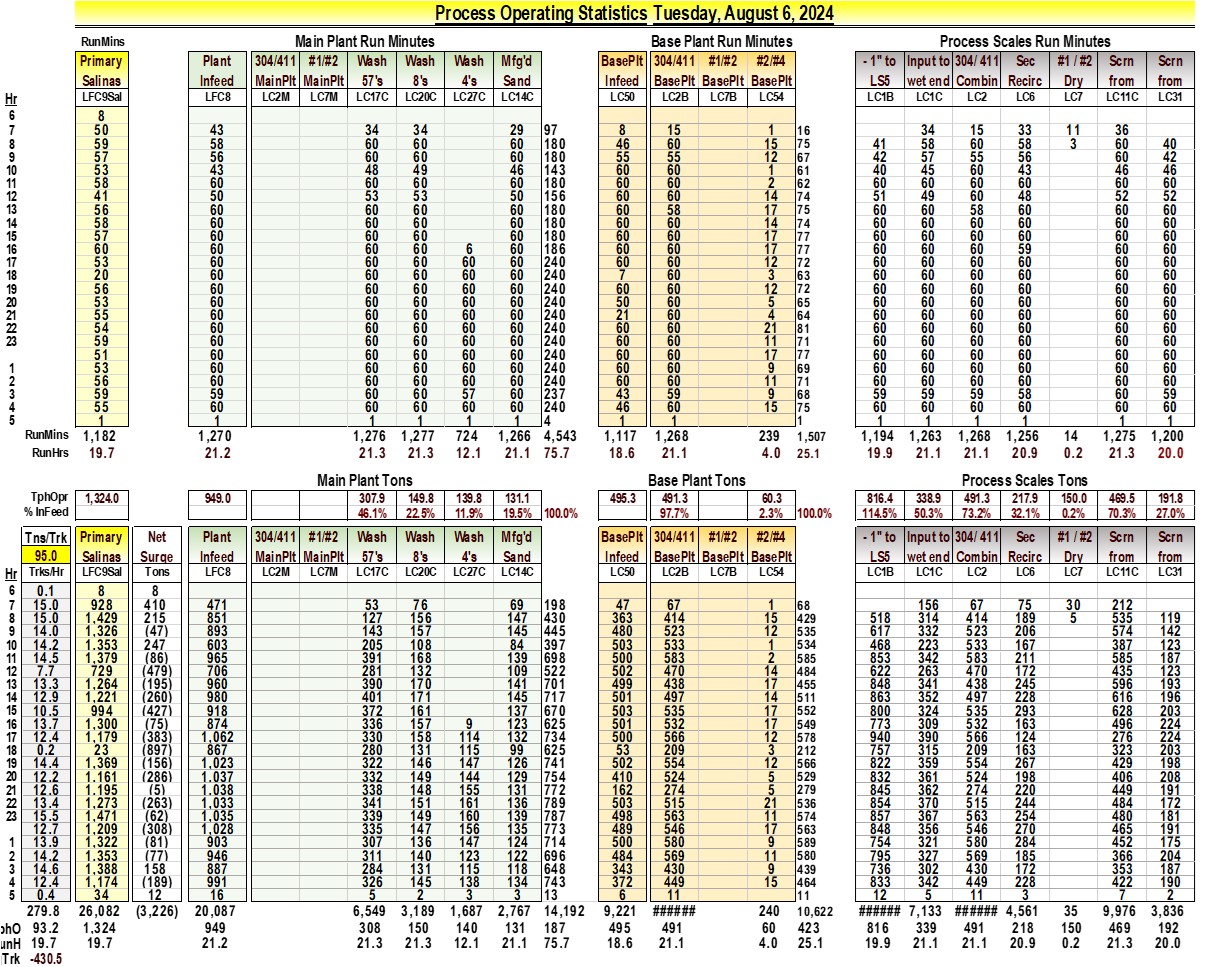 Process Operating Statistics Tuesday, August 6, 2024
RunMins Main Plant Run Minutes Base Plant Run Minutes Process Scales Run Minutes
Primary Plant 304/411 #1/#2 Wash Wash Wash Mfg'd BasePlt 304/411 #1/#2 #2/#4 - 1" to Input to 304/ 411 Sec #1 / #2 Scrn Scrn
Salinas Infeed MainPlt MainPlt 57's 8's 4's Sand Infeed BasePlt BasePlt BasePlt LS5 wet end Combin Recirc Dry from from
Hr LFC9Sal LFC8 LC2M LC7M LC17C LC20C LC27C LC14C LC50 LC2B LC7B LC54 LC1B LC1C LC2 LC6 LC7 LC11C LC31
6 8
7 50 43 34 34 29 97 8 15 1 16 34 15 33 11 36
8 59 58 60 60 60 180 46 60 15 75 41 58 60 58 3 60 40
9 57 56 60 60 60 180 55 55 12 67 42 57 55 56 60 42
10 53 43 48 49 46 143 60 60 1 61 40 45 60 43 46 46
11 58 60 60 60 60 180 60 60 2 62 60 60 60 60 60 60
12 41 50 53 53 50 156 60 60 14 74 51 49 60 48 52 52
13 56 60 60 60 60 180 60 58 17 75 60 60 58 60 60 60
14 58 60 60 60 60 180 60 60 14 74 60 60 60 60 60 60
15 57 60 60 60 60 180 60 60 17 77 60 60 60 60 60 60
16 60 60 60 60 6 60 186 60 60 17 77 60 60 60 59 60 60
17 53 60 60 60 60 60 240 60 60 12 72 60 60 60 60 60 60
18 20 60 60 60 60 60 240 7 60 3 63 60 60 60 60 60 60
19 56 60 60 60 60 60 240 60 60 12 72 60 60 60 60 60 60
20 53 60 60 60 60 60 240 50 60 5 65 60 60 60 60 60 60
21 55 60 60 60 60 60 240 21 60 4 64 60 60 60 60 60 60
22 54 60 60 60 60 60 240 60 60 21 81 60 60 60 60 60 60
23 59 60 60 60 60 60 240 60 60 11 71 60 60 60 60 60 60
51 60 60 60 60 60 240 60 60 17 77 60 60 60 60 60 60
1 53 60 60 60 60 60 240 60 60 9 69 60 60 60 60 60 60
2 56 60 60 60 60 60 240 60 60 11 71 60 60 60 60 60 60
3 59 59 60 60 57 60 237 43 59 9 68 59 59 59 58 60 59
4 55 60 60 60 60 60 240 46 60 15 75 60 60 60 60 60 60
5 1 1 1 1 1 1 4 1 1 1 1 1 1 1 1 1
RunMins 1,182 1,270 1,276 1,277 724 1,266 4,543 1,117 1,268 239 1,507 1,194 1,263 1,268 1,256 14 1,275 1,200
RunHrs 19.7 21.2 21.3 21.3 12.1 21.1 75.7 18.6 21.1 4.0 25.1 19.9 21.1 21.1 20.9 0.2 21.3 20.0
Main Plant Tons Base Plant Tons Process Scales Tons
TphOpr 1,324.0 949.0 307.9 149.8 139.8 131.1 495.3 491.3 60.3 816.4 338.9 491.3 217.9 150.0 469.5 191.8
% InFeed 46.1% 22.5% 11.9% 19.5% 100.0% 97.7% 2.3% 100.0% 114.5% 50.3% 73.2% 32.1% 0.2% 70.3% 27.0%
Tns/Trk Primary Net Plant 304/411 #1/#2 Wash Wash Wash Mfg'd BasePlt 304/411 #1/#2 #2/#4 - 1" to Input to 304/ 411 Sec #1 / #2 Scrn Scrn
95.0 Salinas Surge Infeed MainPlt MainPlt 57's 8's 4's Sand Infeed BasePlt BasePlt BasePlt LS5 wet end Combin Recirc Dry from from
Hr Trks/Hr LFC9Sal Tons LFC8 LC2M LC7M LC17C LC20C LC27C LC14C LC50 LC2B LC7B LC54 LC1B LC1C LC2 LC6 LC7 LC11C LC31
6 0.1 8 8
7 15.0 928 410 471 53 76 69 198 47 67 1 68 156 67 75 30 212
8 15.0 1,429 215 851 127 156 147 430 363 414 15 429 518 314 414 189 5 535 119
9 14.0 1,326 (47) 893 143 157 145 445 480 523 12 535 617 332 523 206 574 142
10 14.2 1,353 247 603 205 108 84 397 503 533 1 534 468 223 533 167 387 123
11 14.5 1,379 (86) 965 391 168 139 698 500 583 2 585 853 342 583 211 585 187
12 7.7 729 (479) 706 281 132 109 522 502 470 14 484 622 263 470 172 435 123
13 13.3 1,264 (195) 960 390 170 141 701 499 438 17 455 848 341 438 245 596 193
14 12.9 1,221 (260) 980 401 171 145 717 501 497 14 511 863 352 497 228 616 196
15 10.5 994 (427) 918 372 161 137 670 503 535 17 552 800 324 535 293 628 203
16 13.7 1,300 (75) 874 336 157 9 123 625 501 532 17 549 773 309 532 163 496 224
17 12.4 1,179 (383) 1,062 330 158 114 132 734 500 566 12 578 940 390 566 124 276 224
18 0.2 23 (897) 867 280 131 115 99 625 53 209 3 212 757 315 209 163 323 203
19 14.4 1,369 (156) 1,023 322 146 147 126 741 502 554 12 566 822 359 554 267 429 198
20 12.2 1,161 (286) 1,037 332 149 144 129 754 410 524 5 529 832 361 524 198 406 208
21 12.6 1,195 (5) 1,038 338 148 155 131 772 162 274 5 279 845 362 274 220 449 191
22 13.4 1,273 (263) 1,033 341 151 161 136 789 503 515 21 536 854 370 515 244 484 172
23 15.5 1,471 (62) 1,035 339 149 160 139 787 498 563 11 574 857 367 563 254 480 181
12.7 1,209 (308) 1,028 335 147 156 135 773 489 546 17 563 848 356 546 270 465 191
1 13.9 1,322 (81) 903 307 136 147 124 714 500 580 9 589 754 321 580 284 452 175
2 14.2 1,353 (77) 946 311 140 123 122 696 484 569 11 580 795 327 569 185 366 204
3 14.6 1,388 158 887 284 131 115 118 648 343 430 9 439 736 302 430 172 353 187
4 12.4 1,174 (189) 991 326 145 138 134 743 372 449 15 464 833 342 449 228 422 190
5 0.4 34 12 16 5 2 3 3 13 6 11 11 12 5 11 3 7 2
279.8 26,082 (3,226) 20,087 6,549 3,189 1,687 2,767 14,192 9,221 ###### 240 10,622 ###### 7,133 ###### 4,561 35 9,976 3,836
phO 93.2 1,324 949 308 150 140 131 187 495 491 60 423 816 339 491 218 150 469 192
unH 19.7 19.7 21.2 21.3 21.3 12.1 21.1 75.7 18.6 21.1 4.0 25.1 19.9 21.1 21.1 20.9 0.2 21.3 20.0
Trk -430.5